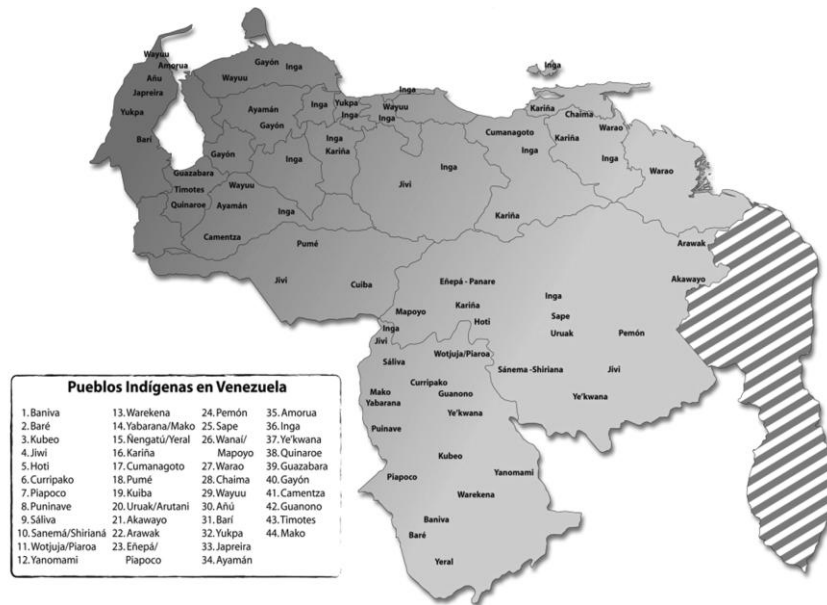 Wayuu
Amorua
Añu
Japreira
Yukpa
Barí
Gayón
Inga
Wayuu
Ayamán
Gayón
Inga
Yukpa
Inga
Inga
Wayuu
Inga
Inga
Kariña
Gayón
Inga
Guazabara
Timotes
Quinaroe
Wayuu
Ayamán
Inga
Camentza
Inga
Jivi
Inga
Kariña
Chaima
Cumanagoto
Kariña
Warao
Inga
Inga
Warao
Kariña
Arawak
Akawayo
Pumé
Jivi
Cuiba
Eñepá - Panare
Mapoyo
Kariña
Hoti
Inga
Sape
Uruak
Pemón
Inga
Jivi
Sáliva
Wotjuja/Piaroa
Sánema -Shiriana
Jivi
Ye'kwana
Mako
Yabarana
Curripako
Guanono
Ye'kwana
Puinave
Kubeo
Piapoco
Yanomami
Warekena
Baniva
Baré
Yeral
Pueblos Indígenas en Venezuela
1.Baniva
2.Baré
3.Kubeo
4.Jiwi
5.Hoti
6.Curripako
7.Piapoco
8.Puninave
9.Sáliva
10.Sanemá/Shirianá
11.Wotjuja/Piaroa
12.Yanomami
13.Warekena
14.Yabarana/Mako
15.Ñengatú/Yeral
16.Kariña
17.Cumanagoto
18.Pumé
19.Kuiba
20.Uruak/Arutani
21.Akawayo
22.Arawak
23.Eñepá/
Piapoco
24.Pemón
25.Sape
26.Wanaí/
Mapoyo
27.Warao
28.Chaima
29.Wayuu
30.Añú
31.Barí
32.Yukpa
33.Japreira
34.Ayamán
35.Amorua
36.Inga
37.Ye'kwana
38.Quinaroe
39.Guazabara
40.Gayón
41.Camentza
42.Guanono
43.Timotes
44.Mako